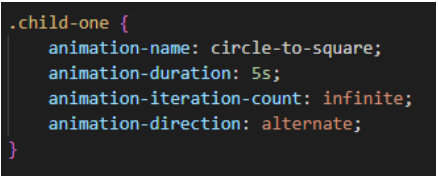 .child-one {
    animation-name: circle-to-square;
    animation-duration: 5s;
    animation-iteration-count: infinite;
    animation-direction: alternate;
}